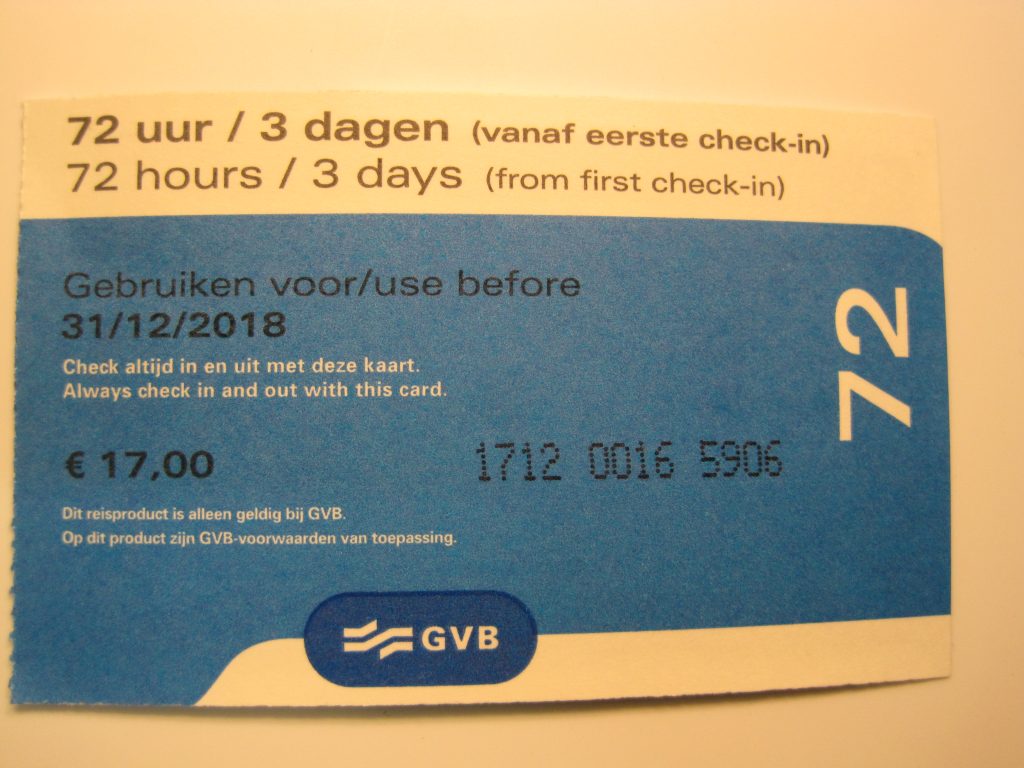 72 uur / 3 dagen (vanaf eerste check-in)
72 hours / 3 days (from first check-in)
Gebruiken voor/use before
31/12/2018
Check altijd in en uit met deze kaart.
Always check in and out with this card.
72
€ 17,00
1712 0016 5906
Dit reisproduct is alleen geldig bij GVB.
Op dit product zijn GVB-voorwaarden van toepassing.
GVB